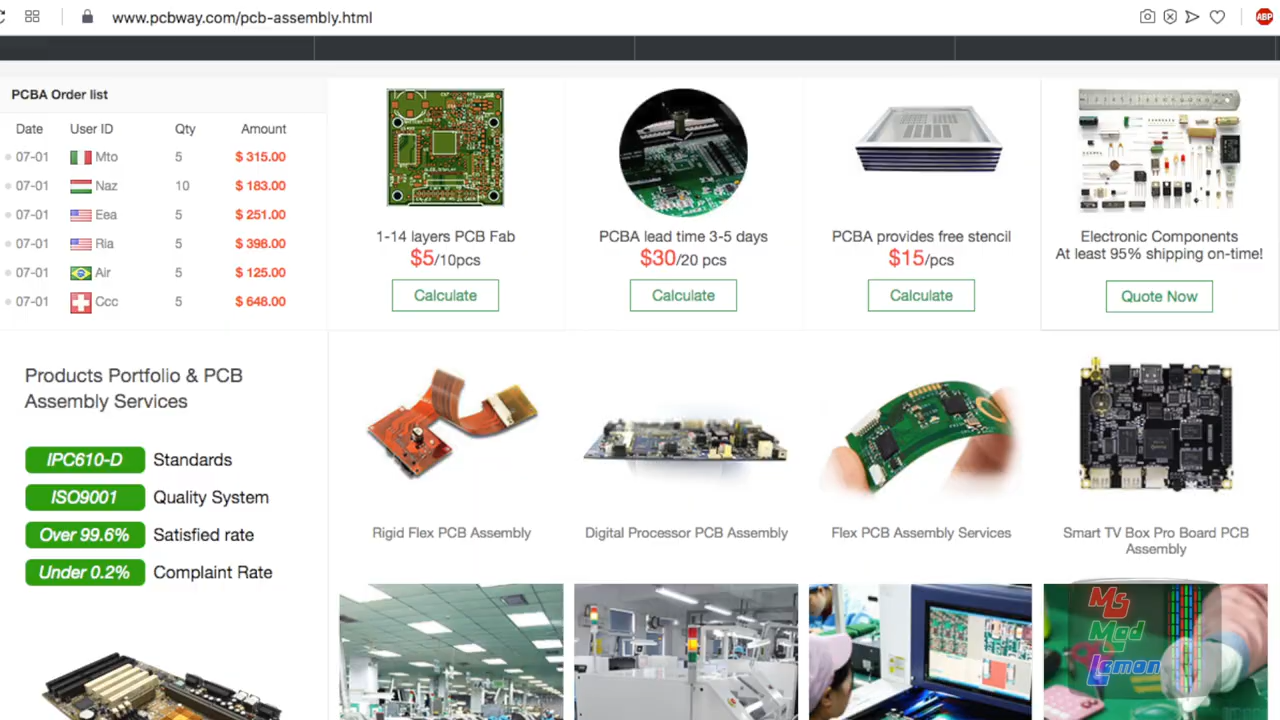 www.pcbway.com/pcb-assembly.html
ABP
PCBA Order list
Date User ID Qty Amount
07-01 Mto 5 $ 315.00
07-01 Naz 10 $ 183.00
07-01 Eea 5 $ 251.00
07-01 Ria 5 $ 398.00
07-01 Air 5 $ 125.00
07-01 Ccc 5 $ 648.00
1-14 layers PCB Fab
$5/10pcs
Calculate
PCBA lead time 3-5 days
$30/20 pcs
Calculate
PCBA provides free stencil
$15/pcs
Calculate
Electronic Components
At least 95% shipping on-time!
Quote Now
Products Portfolio & PCB
Assembly Services
IPC610-D Standards
ISO9001 Quality System
Over 99.6% Satisfied rate
Under 0.2% Complaint Rate
Rigid Flex PCB Assembly
Digital Processor PCB Assembly
Flex PCB Assembly Services
Smart TV Box Pro Board PCB
Assembly
MS
Mad
Lemon